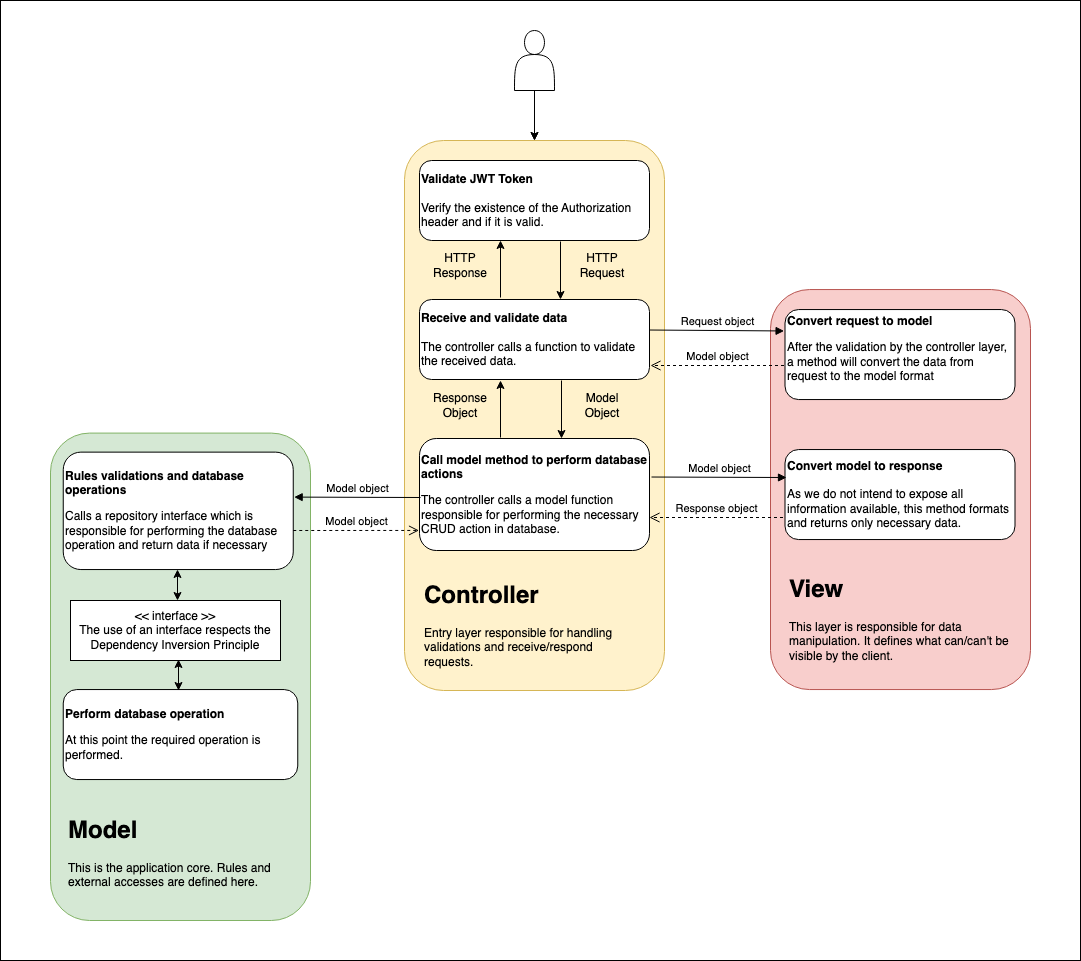 Validate JWT Token
Verify the existence of the Authorization
header and if it is valid.
HTTP
Response
HTTP
Request
Receive and validate data
The controller calls a function to validate
the received data.
Request object
Model object
Convert request to model
After the validation by the controller layer,
a method will convert the data from
request to the model format
Response
Object
Model
Object
Call model method to perform database
actions
The controller calls a model function
responsible for performing the necessary
CRUD action in database.
Model object
Response object
Convert model to response
As we do not intend to expose all
information available, this method formats
and returns only necessary data.
Model object
Model object
Rules validations and database
operations
Calls a repository interface which is
responsible for performing the database
operation and return data if necessary
<< interface >>
The use of an interface respects the
Dependency Inversion Principle
Perform database operation
At this point the required operation is
performed.
Controller
Entry layer responsible for handling
validations and receive/respond
requests.
View
This layer is responsible for data
manipulation. It defines what can/can't be
visible by the client.
Model
This is the application core. Rules and
external accesses are defined here.